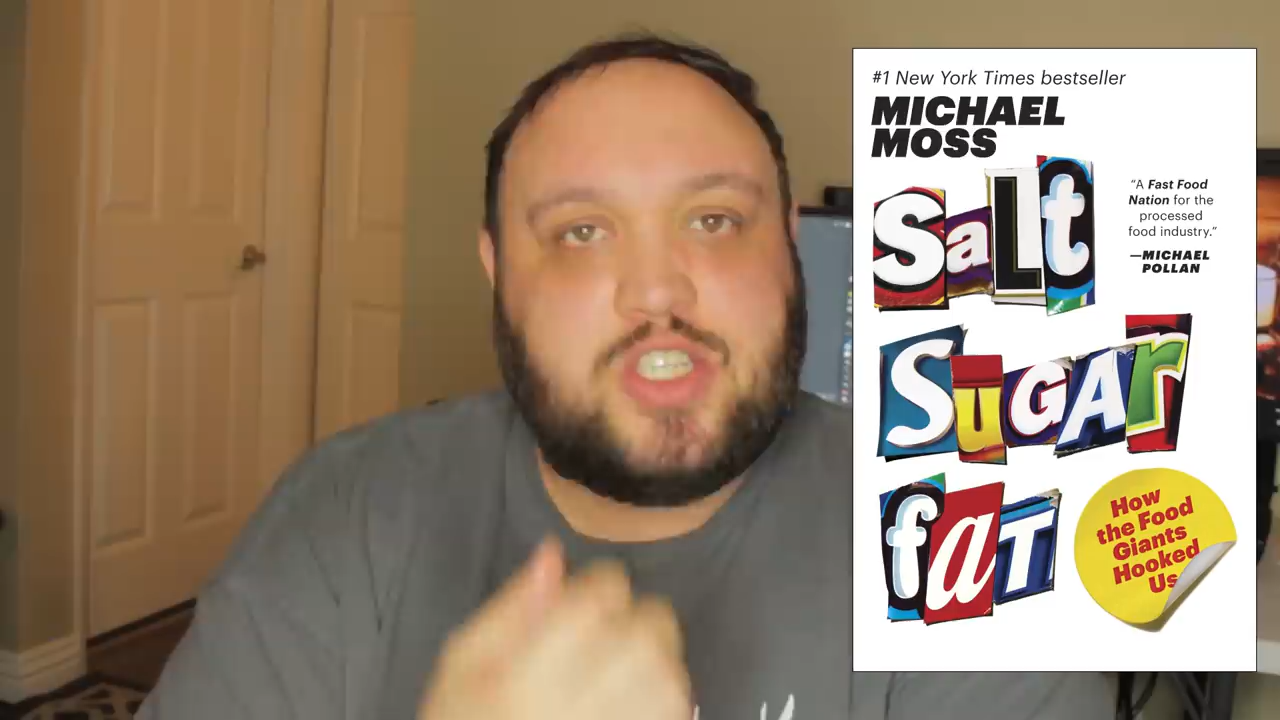 #1 New York Times bestseller
MICHAEL
MOSS
Salt
"A Fast Food
Nation for the
processed
food industry."
—MICHAEL
POLLAN
SuGAr
faT
How
the Food
Giants
Hooked
Us